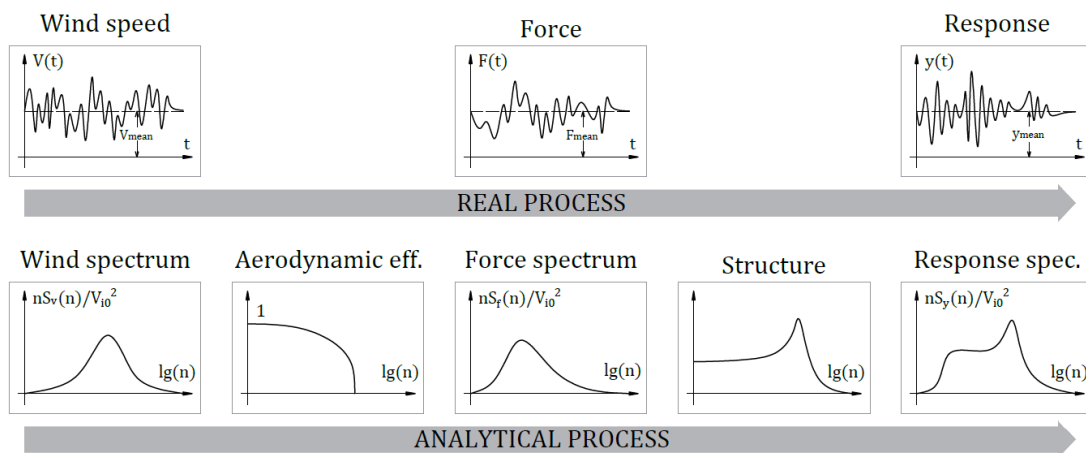 Wind speed
Force
Response
V(t)
Vmean
t
F(t)
Fmean
t
y(t)
ymean
t
REAL PROCESS
Wind spectrum
Aerodynamic eff.
Force spectrum
Structure
Response spec.
nSv(n)/Vi0²
lg(n)
1
lg(n)
nSf(n)/Vi0²
lg(n)
lg(n)
nSy(n)/Vi0²
lg(n)
ANALYTICAL PROCESS